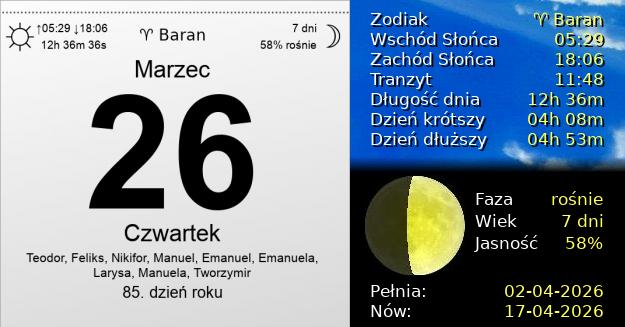 ↑05:29 ↓18:06
12h 36m 36s
♈ Baran
7 dni
58% rośnie
Marzec
26
Czwartek
Teodor, Feliks, Nikifor, Manuel, Emanuel, Emanuela,
Larysa, Manuela, Tworzymir
85. dzień roku
Zodiak ♈ Baran
Wschód Słońca 05:29
Zachód Słońca 18:06
Tranzyt 11:48
Długość dnia 12h 36m
Dzień krótszy 04h 08m
Dzień dłuższy 04h 53m
Faza rośnie
Wiek 7 dni
Jasność 58%
Pełnia: 02-04-2026
Nów: 17-04-2026